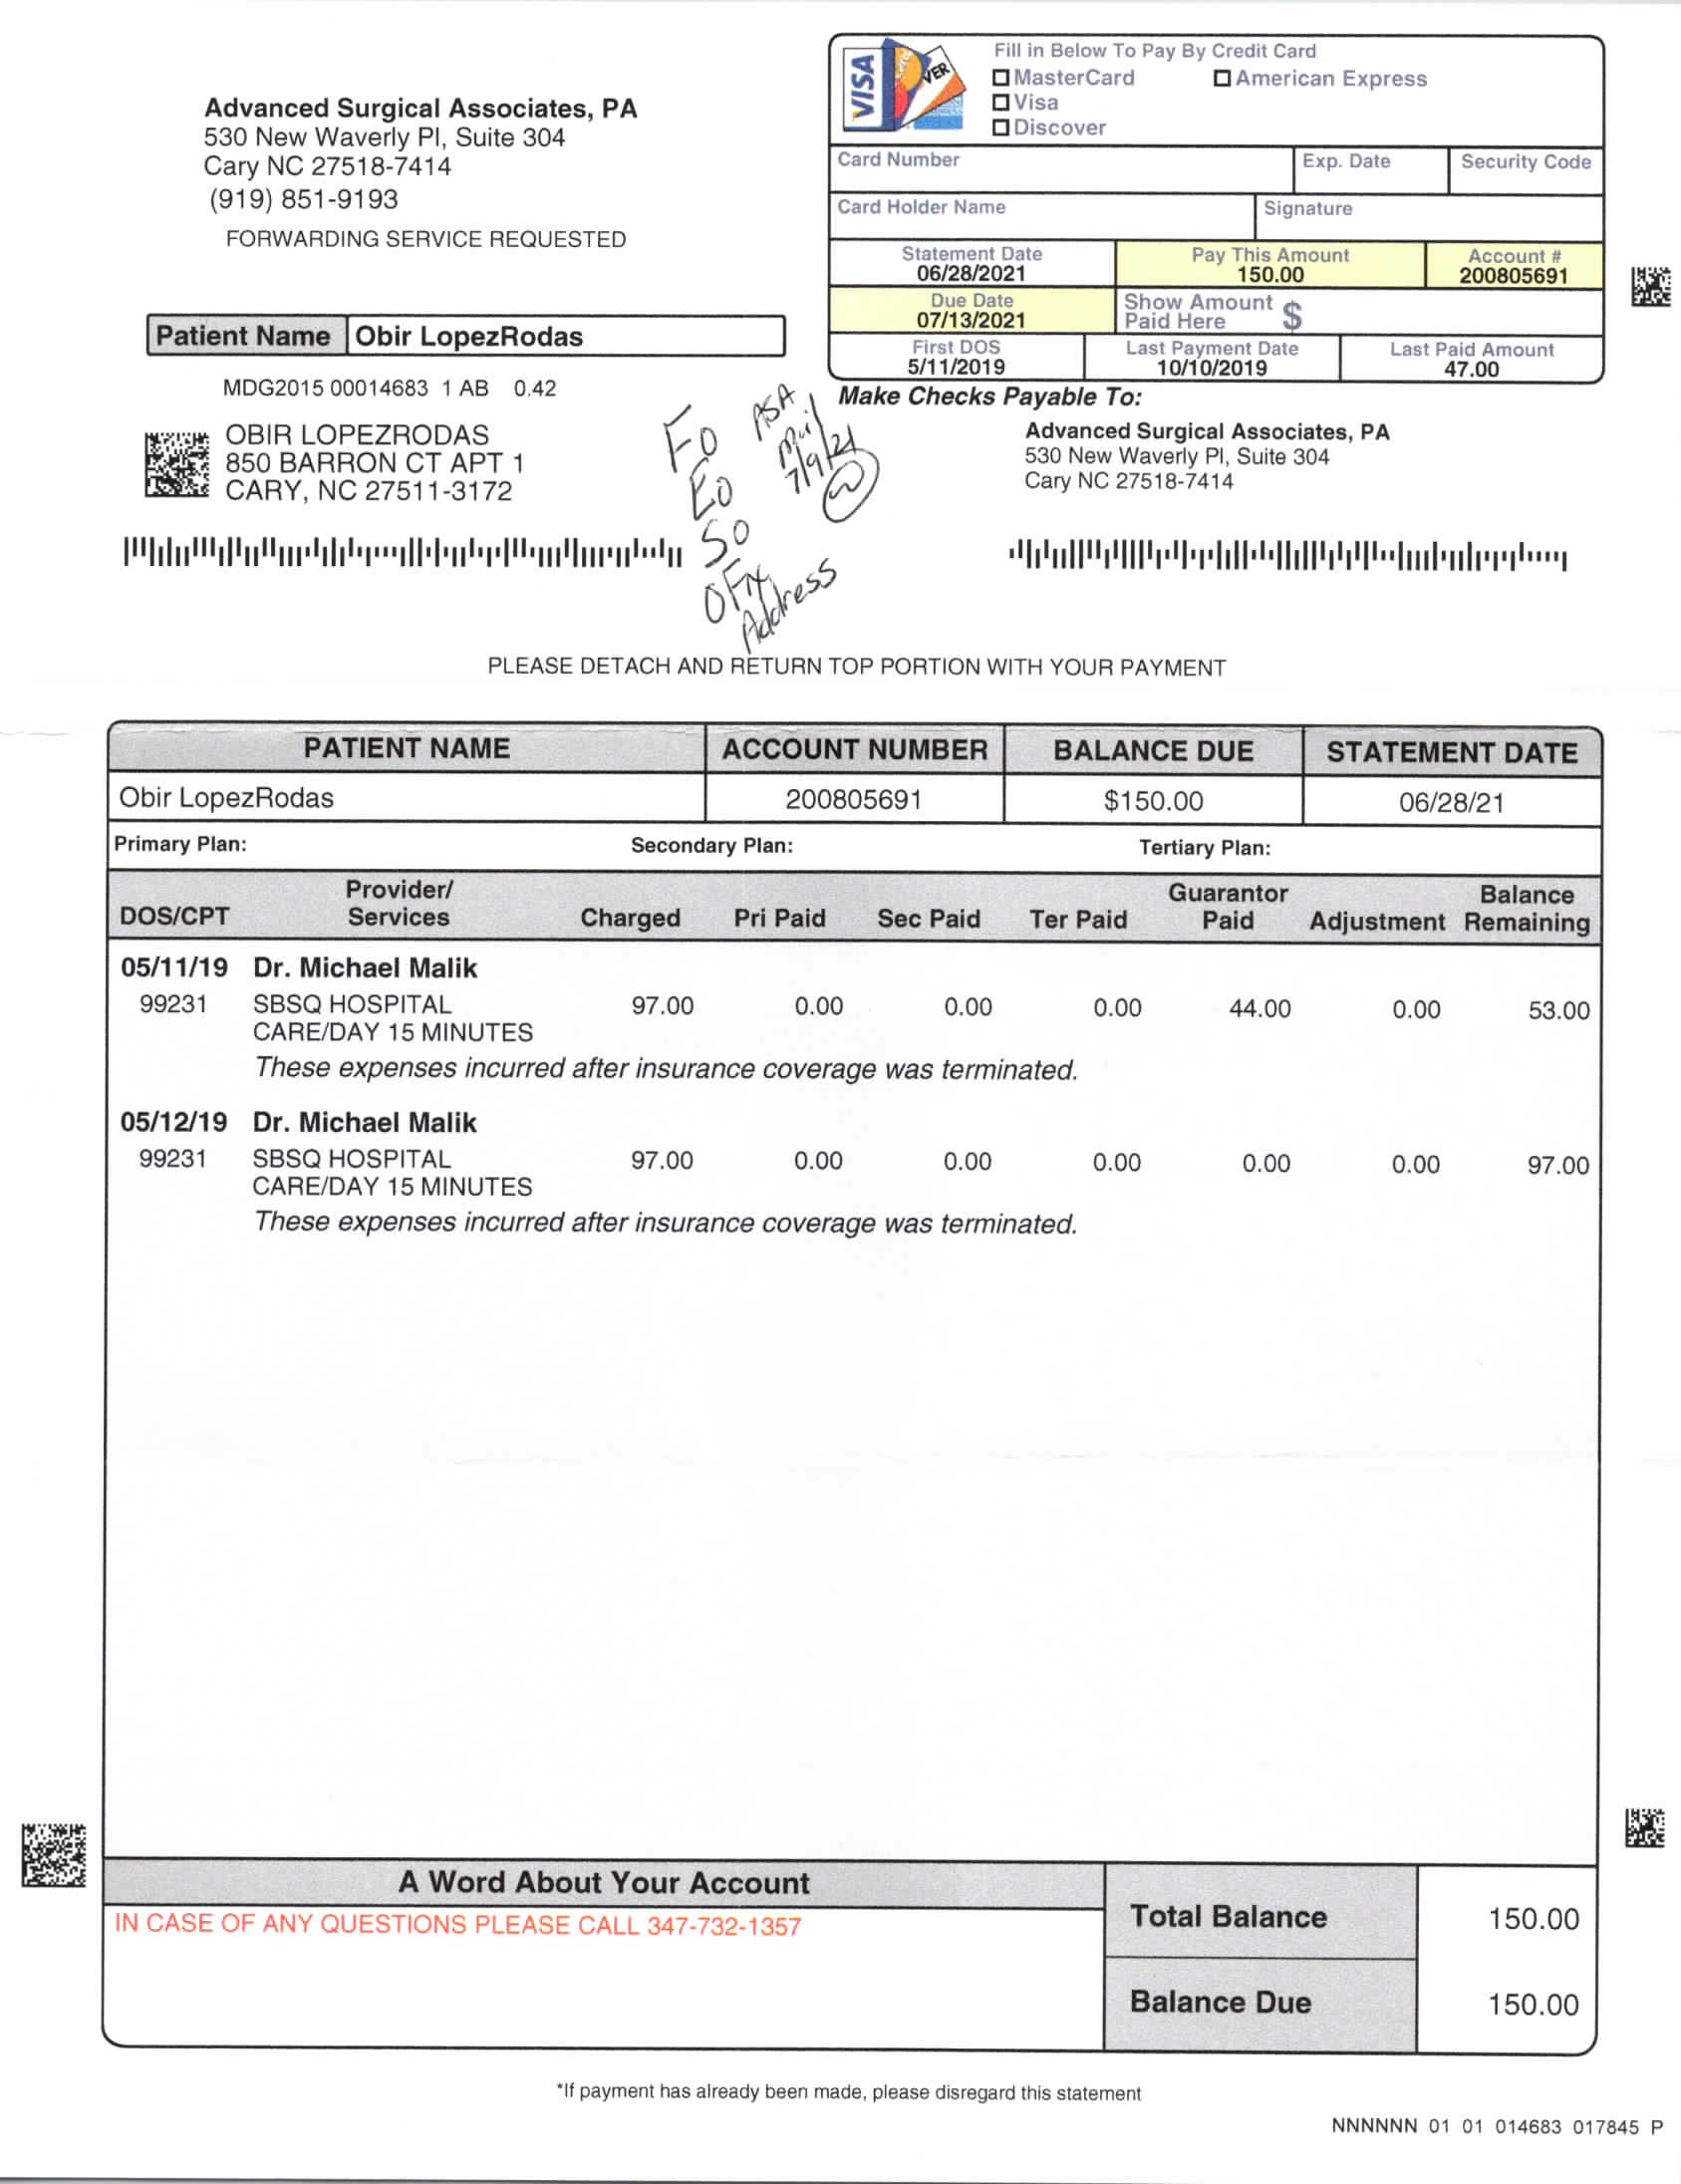 Advanced Surgical Associates, PA
530 New Waverly Pl, Suite 304
Cary NC 27518-7414
(919) 851-9193
FORWARDING SERVICE REQUESTED
VISA
VER
Fill in Below To Pay By Credit Card
MasterCard American Express
Visa
Discover
Card Number Exp. Date Security Code
Card Holder Name Signature
Statement Date Pay This Amount Account #
06/28/2021 150.00 200805691
Due Date Show Amount
07/13/2021 Paid Here $
First DOS Last Payment Date Last Paid Amount
5/11/2019 10/10/2019 47.00
Patient Name Obir LopezRodas
MDG2015 00014683 1 AB 0.42
OBIR LOPEZRODAS
850 BARRON CT APT 1
CARY, NC 27511-3172
Make Checks Payable To:
Advanced Surgical Associates, PA
530 New Waverly Pl, Suite 304
Cary NC 27518-7414
ASA
7/9/21
Address
PLEASE DETACH AND RETURN TOP PORTION WITH YOUR PAYMENT
PATIENT NAME ACCOUNT NUMBER BALANCE DUE STATEMENT DATE
Obir LopezRodas 200805691 $150.00 06/28/21
Primary Plan: Secondary Plan: Tertiary Plan:
DOS/CPT Provider/ Services Charged Pri Paid Sec Paid Ter Paid Guarantor Paid Adjustment Balance Remaining
05/11/19 Dr. Michael Malik
99231 SBSQ HOSPITAL 97.00 0.00 0.00 0.00 44.00 0.00 53.00
CARE/DAY 15 MINUTES
These expenses incurred after insurance coverage was terminated.
05/12/19 Dr. Michael Malik
99231 SBSQ HOSPITAL 97.00 0.00 0.00 0.00 0.00 0.00 97.00
CARE/DAY 15 MINUTES
These expenses incurred after insurance coverage was terminated.
A Word About Your Account
IN CASE OF ANY QUESTIONS PLEASE CALL 347-732-1357
Total Balance 150.00
Balance Due 150.00
*If payment has already been made, please disregard this statement
NNNNNN 01 01 014683 017845 P